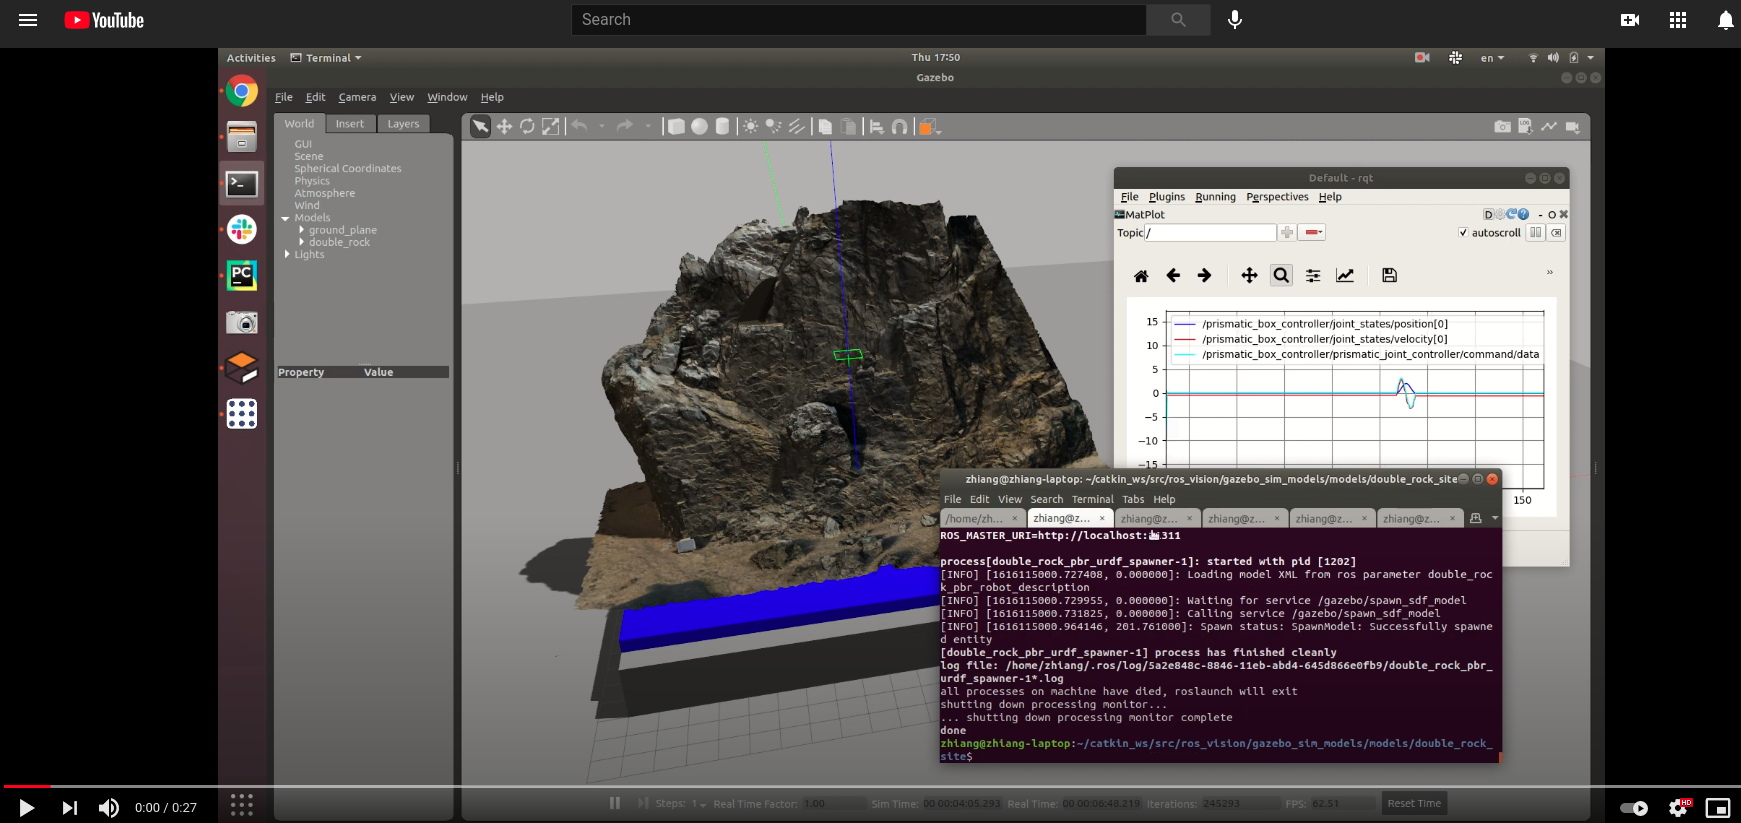 YouTube
Search
Activities Terminal Thu 17:50 en
Gazebo
File Edit Camera View Window Help
World Insert Layers
GUI
Scene
Spherical Coordinates
Physics
Atmosphere
Wind
Models
ground_plane
double_rock
Lights
Property Value
PC
LOG
Default - rqt
File Plugins Running Perspectives Help
MatPlot D - O
Topic / autoscroll
15
10
5
0
−5
−10
−15
150
/prismatic_box_controller/joint_states/position[0]
/prismatic_box_controller/joint_states/velocity[0]
/prismatic_box_controller/prismatic_joint_controller/command/data
zhiang@zhiang-laptop: ~/catkin_ws/src/ros_vision/gazebo_sim_models/models/double_rock_site
File Edit View Search Terminal Tabs Help
/home/zh... zhiang@z... zhiang@z... zhiang@z... zhiang@z... zhiang@z...
ROS_MASTER_URI=http://localhost:11311
process[double_rock_pbr_urdf_spawner-1]: started with pid [1202]
[INFO] [1616115000.727408, 0.000000]: Loading model XML from ros parameter double_roc
k_pbr_robot_description
[INFO] [1616115000.729955, 0.000000]: Waiting for service /gazebo/spawn_sdf_model
[INFO] [1616115000.731825, 0.000000]: Calling service /gazebo/spawn_sdf_model
[INFO] [1616115000.964146, 201.761000]: Spawn status: SpawnModel: Successfully spawne
d entity
[double_rock_pbr_urdf_spawner-1] process has finished cleanly
log file: /home/zhiang/.ros/log/5a2e848c-8846-11eb-abd4-645d866e0fb9/double_rock_pbr_
urdf_spawner-1*.log
all processes on machine have died, roslaunch will exit
shutting down processing monitor...
... shutting down processing monitor complete
done
zhiang@zhiang-laptop:~/catkin_ws/src/ros_vision/gazebo_sim_models/models/double_rock_
site$
Steps: 1 Real Time Factor: 1.00 Sim Time: 00 00:04:05.293 Real Time: 00 00:06:48.219 Iterations: 245293 FPS: 62.51 Reset Time
0:00 / 0:27 HD